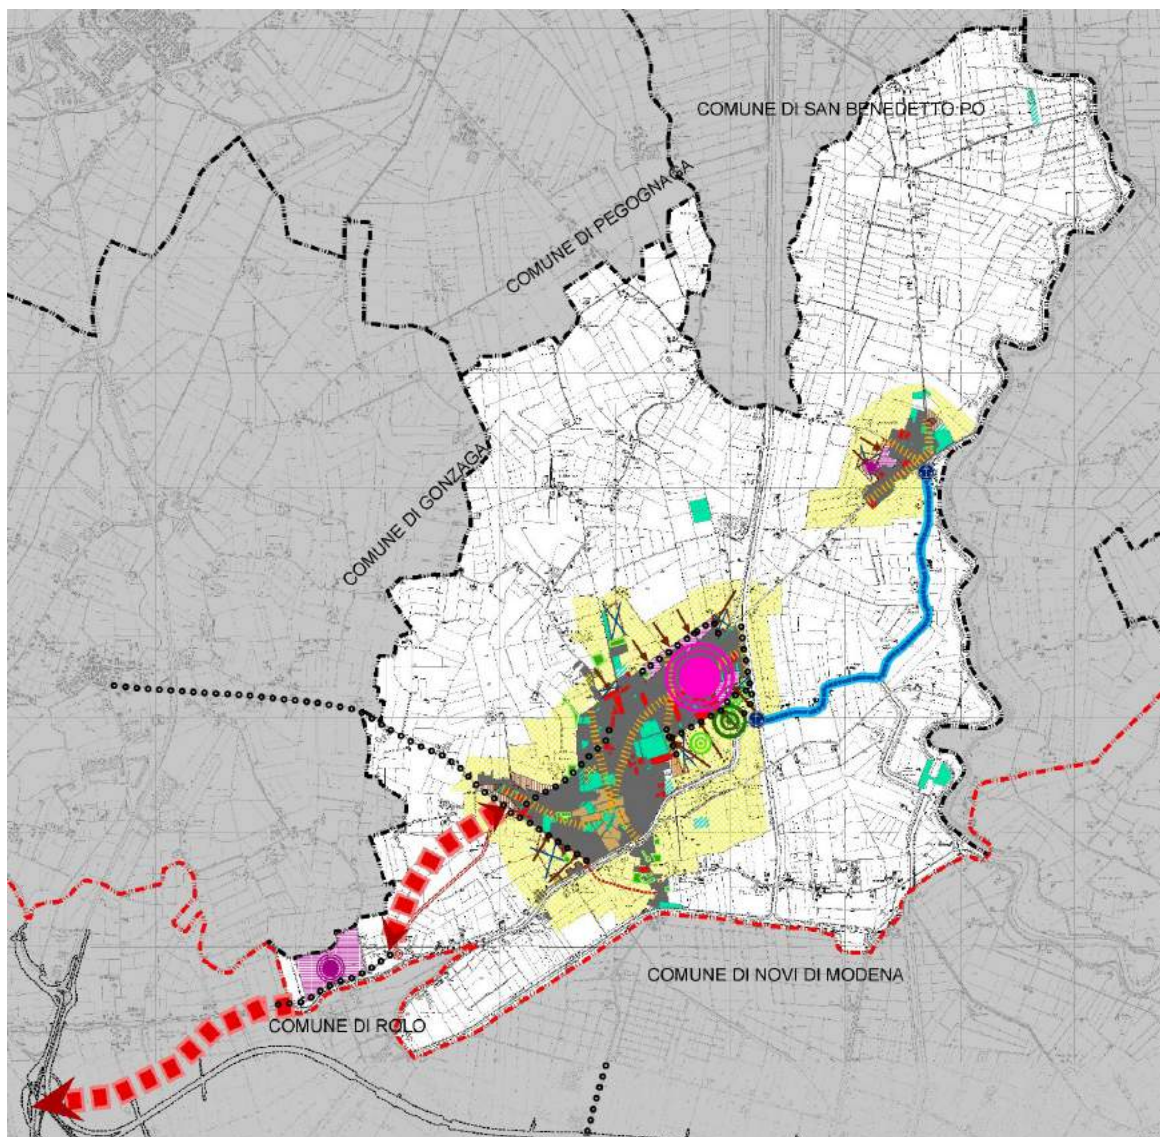 COMUNE DI SAN BENEDETTO PO
COMUNE DI PEGOGNAGA
COMUNE DI GONZAGA
COMUNE DI NOVI DI MODENA
COMUNE DI ROLO